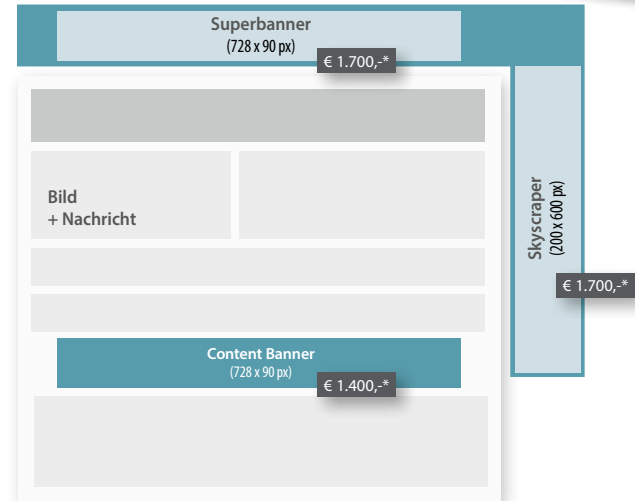 Superbanner
(728 x 90 px)
€ 1.700,-*
Bild
+ Nachricht
Skyscraper
(200 x 600 px)
€ 1.700,-*
Content Banner
(728 x 90 px)
€ 1.400,-*